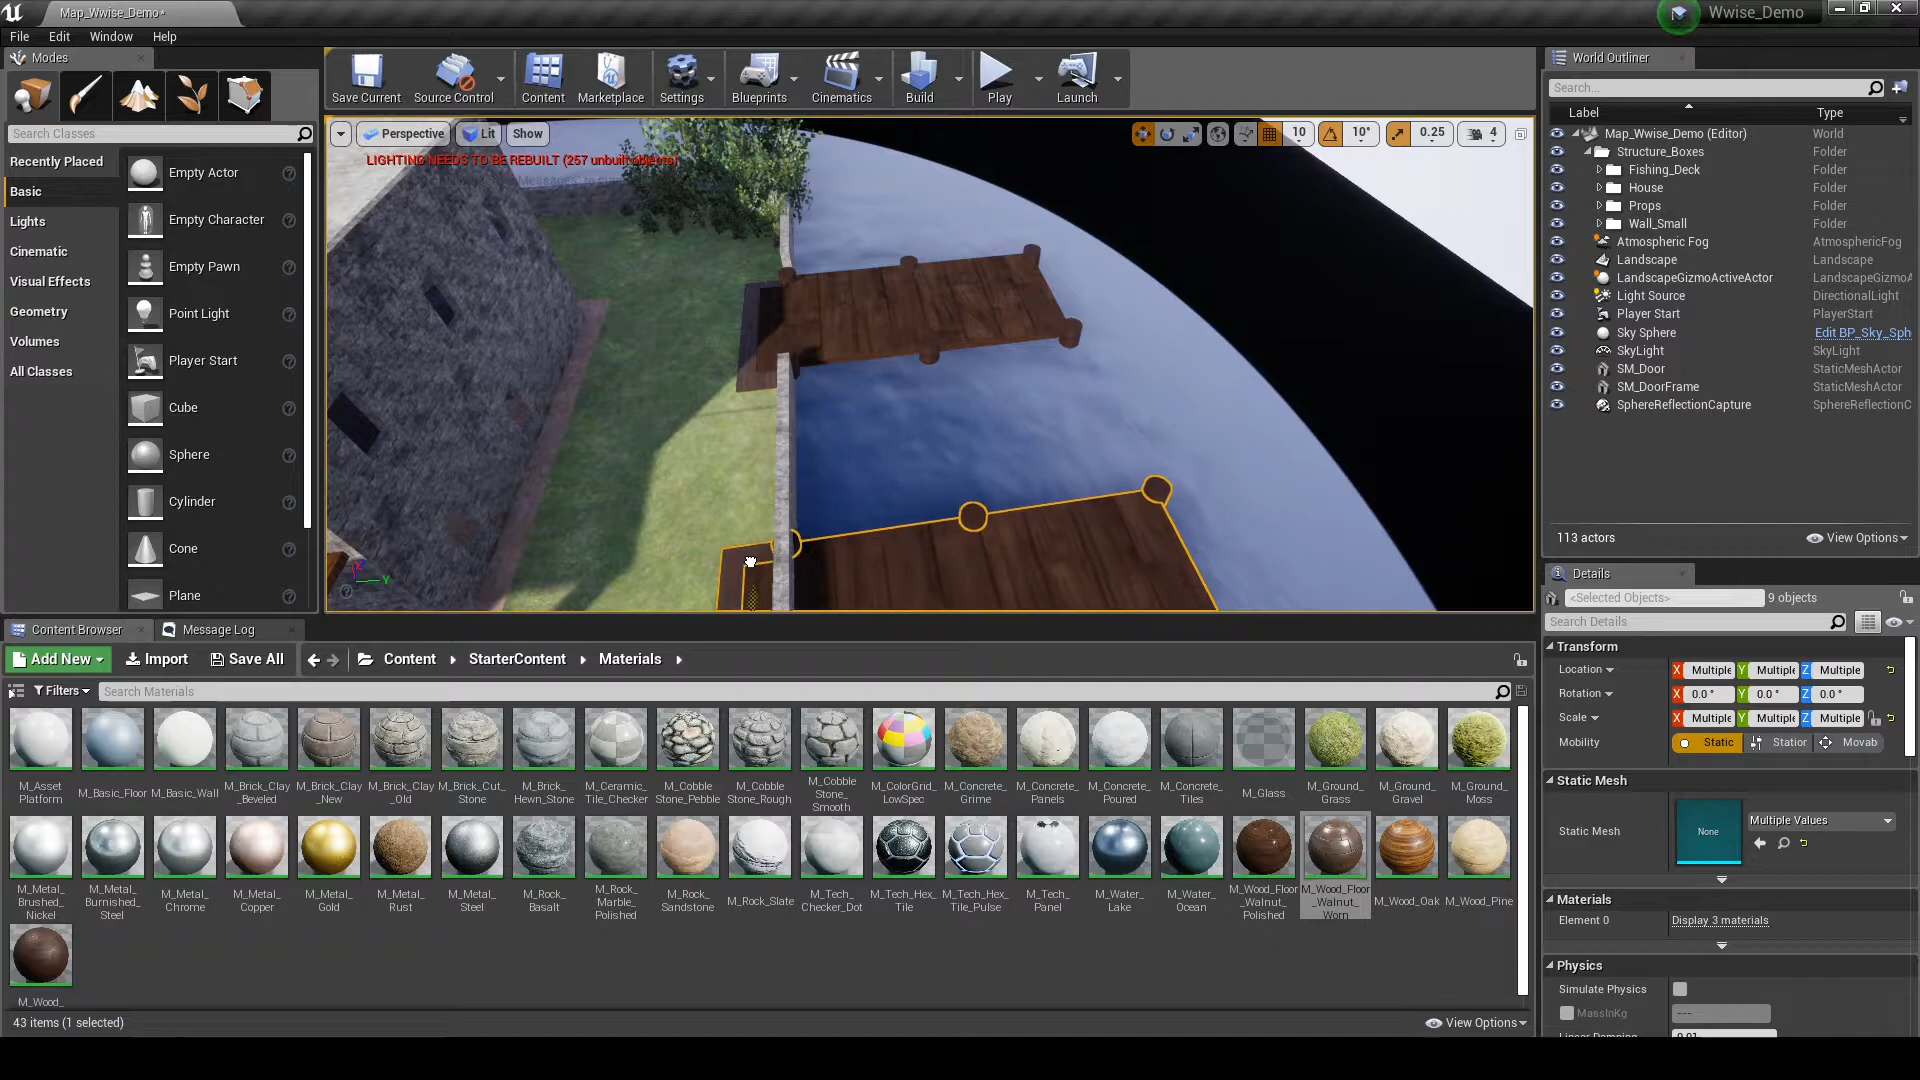 Map_Wwise_Demo*
Wwise_Demo
File Edit Window Help
Modes
Search Classes
Recently Placed
Basic
Lights
Cinematic
Visual Effects
Geometry
Volumes
All Classes
Empty Actor
Empty Character
Empty Pawn
Point Light
Player Start
Cube
Sphere
Cylinder
Cone
Plane
Save Current
Source Control
Content
Marketplace
Settings
Blueprints
Cinematics
Build
Play
Launch
Perspective Lit Show
10 10° 0.25 4
LIGHTING NEEDS TO BE REBUILT (257 unbuilt objects)
Y
World Outliner
Search...
Label Type
Map_Wwise_Demo (Editor) World
Structure_Boxes Folder
Fishing_Deck Folder
House Folder
Props Folder
Wall_Small Folder
Atmospheric Fog AtmosphericFog
Landscape Landscape
LandscapeGizmoActiveActor LandscapeGizmoA
Light Source DirectionalLight
Player Start PlayerStart
Sky Sphere Edit BP_Sky_Sph
SkyLight SkyLight
SM_Door StaticMeshActor
SM_DoorFrame StaticMeshActor
SphereReflectionCapture SphereReflectionC
113 actors View Options
Details
<Selected Objects> 9 objects
Search Details
Transform
Location X Multiple Y Multiple Z Multiple
Rotation X 0.0 ° Y 0.0 ° Z 0.0 °
Scale X Multiple Y Multiple Z Multiple
Mobility Static Station Movab
Static Mesh
Static Mesh None Multiple Values
Materials
Element 0 Display 3 materials
Physics
Simulate Physics
MassInKg ---
Content Browser Message Log
Add New Import Save All Content StarterContent Materials
Filters Search Materials
M_Asset Platform
M_Basic_Floor
M_Basic_Wall
M_Brick_Clay _Beveled
M_Brick_Clay _New
M_Brick_Clay _Old
M_Brick_Cut_ Stone
M_Brick_ Hewn_Stone
M_Ceramic_ Tile_Checker
M_Cobble Stone_Pebble
M_Cobble Stone_Rough
M_Cobble Stone_ Smooth
M_ColorGrid_ LowSpec
M_Concrete_ Grime
M_Concrete_ Panels
M_Concrete_ Poured
M_Concrete_ Tiles
M_Glass
M_Ground_ Grass
M_Ground_ Gravel
M_Ground_ Moss
M_Metal_ Brushed_ Nickel
M_Metal_ Burnished_ Steel
M_Metal_ Chrome
M_Metal_ Copper
M_Metal_ Gold
M_Metal_ Rust
M_Metal_ Steel
M_Rock_ Basalt
M_Rock_ Marble_ Polished
M_Rock_ Sandstone
M_Rock_Slate
M_Tech_ Checker_Dot
M_Tech_Hex_ Tile
M_Tech_Hex_ Tile_Pulse
M_Tech_ Panel
M_Water_ Lake
M_Water_ Ocean
M_Wood_Floor _Walnut_ Polished
M_Wood_Floor _Walnut_ Worn
M_Wood_Oak
M_Wood_Pine
M_Wood_
43 items (1 selected) View Options